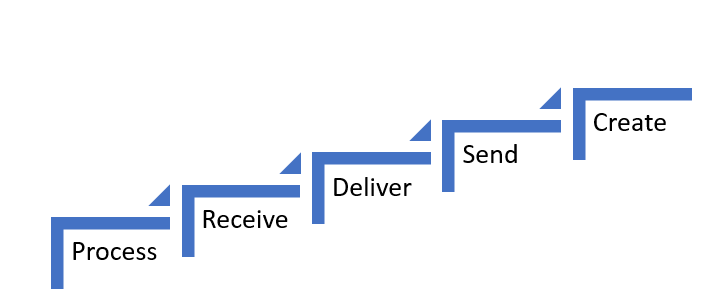 Process
Receive
Deliver
Send
Create